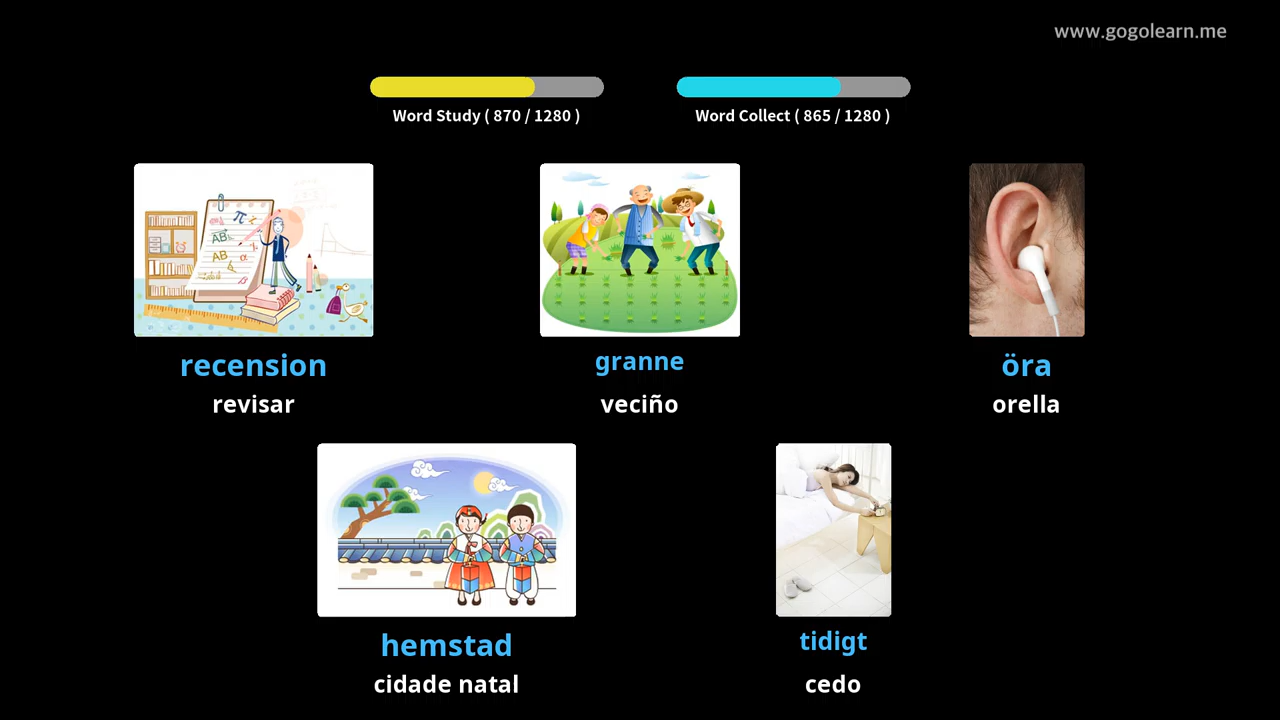 www.gogolearn.me
Word Study ( 870 / 1280 )
Word Collect ( 865 / 1280 )
recension
revisar
granne
veciño
öra
orella
hemstad
cidade natal
tidigt
cedo